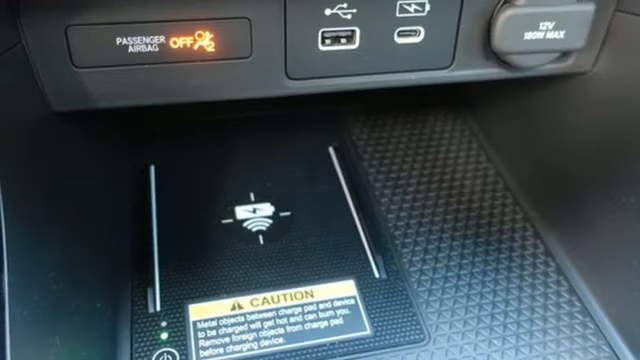 PASSENGER
AIRBAG
OFF
2
12V
180W MAX
CAUTION
Metal objects between charge pad and device
to be charged will get hot and can burn you.
Remove foreign objects from charge pad
before charging device.